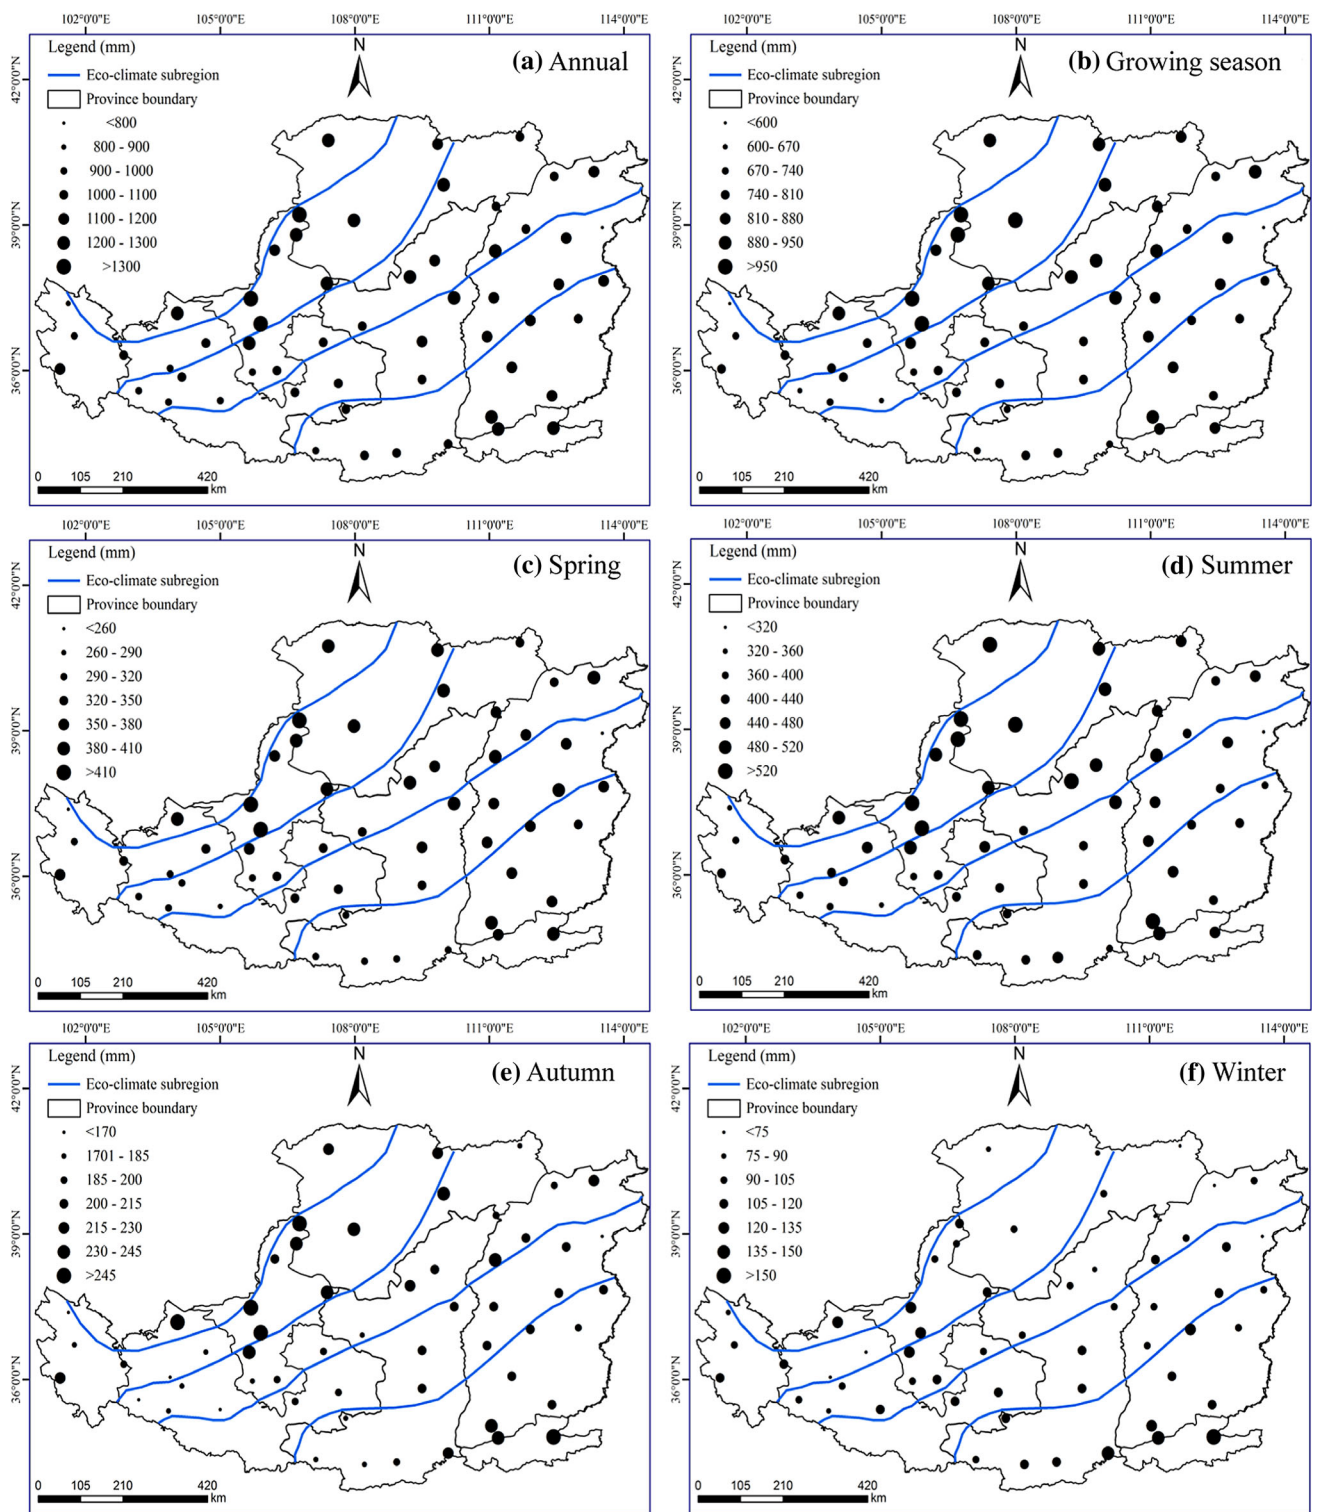 102°0'0"E 105°0'0"E 108°0'0"E 111°0'0"E 114°0'0"E
42°0'0"N
39°0'0"N
36°0'0"N
Legend (mm)
Eco-climate subregion
Province boundary
<800
800 - 900
900 - 1000
1000 - 1100
1100 - 1200
1200 - 1300
>1300
N
(a) Annual
0 105 210 420
km
102°0'0"E 105°0'0"E 108°0'0"E 111°0'0"E 114°0'0"E
42°0'0"N
39°0'0"N
36°0'0"N
Legend (mm)
Eco-climate subregion
Province boundary
<600
600 - 670
670 - 740
740 - 810
810 - 880
880 - 950
>950
N
(b) Growing season
0 105 210 420
km
102°0'0"E 105°0'0"E 108°0'0"E 111°0'0"E 114°0'0"E
42°0'0"N
39°0'0"N
36°0'0"N
Legend (mm)
Eco-climate subregion
Province boundary
<260
260 - 290
290 - 320
320 - 350
350 - 380
380 - 410
>410
N
(c) Spring
0 105 210 420
km
102°0'0"E 105°0'0"E 108°0'0"E 111°0'0"E 114°0'0"E
42°0'0"N
39°0'0"N
36°0'0"N
Legend (mm)
Eco-climate subregion
Province boundary
<320
320 - 360
360 - 400
400 - 440
440 - 480
480 - 520
>520
N
(d) Summer
0 105 210 420
km
102°0'0"E 105°0'0"E 108°0'0"E 111°0'0"E 114°0'0"E
42°0'0"N
39°0'0"N
36°0'0"N
Legend (mm)
Eco-climate subregion
Province boundary
<170
1701 - 185
185 - 200
200 - 215
215 - 230
230 - 245
>245
N
(e) Autumn
0 105 210 420
km
102°0'0"E 105°0'0"E 108°0'0"E 111°0'0"E 114°0'0"E
42°0'0"N
39°0'0"N
36°0'0"N
Legend (mm)
Eco-climate subregion
Province boundary
<75
75 - 90
90 - 105
105 - 120
120 - 135
135 - 150
>150
N
(f) Winter
0 105 210 420
km